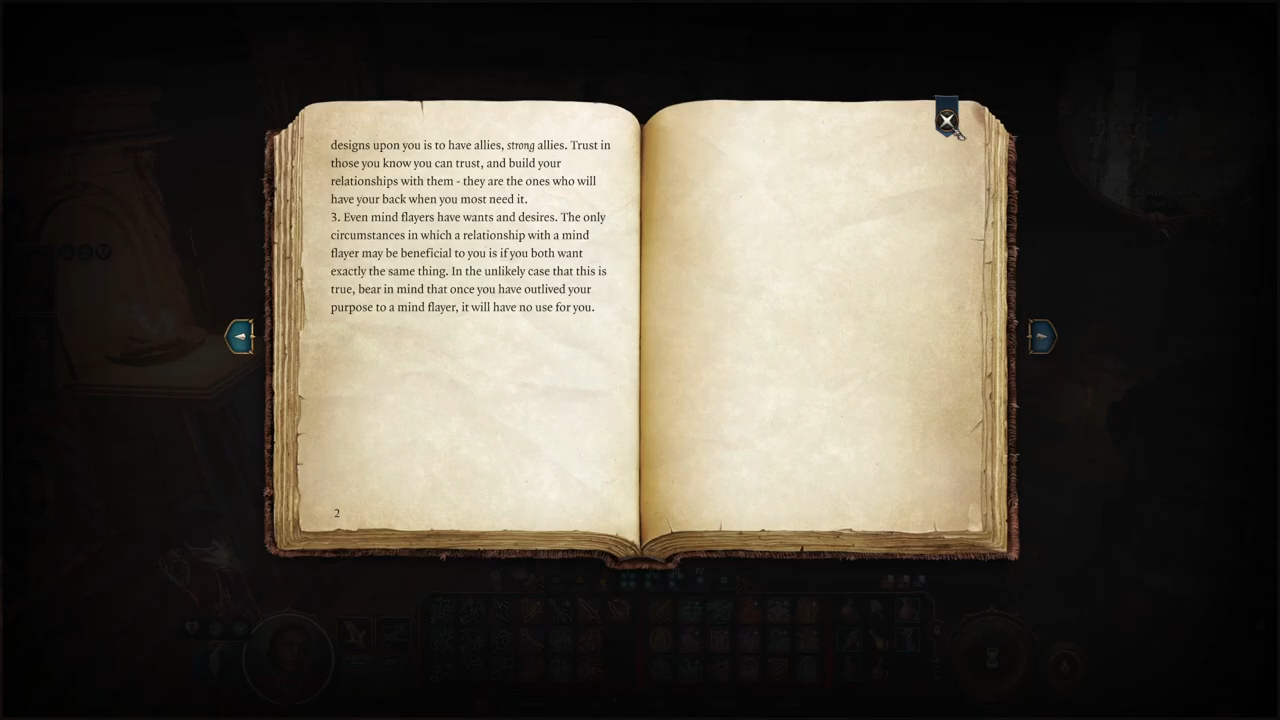 designs upon you is to have allies, strong allies. Trust in
those you know you can trust, and build your
relationships with them - they are the ones who will
have your back when you most need it.
3. Even mind flayers have wants and desires. The only
circumstances in which a relationship with a mind
flayer may be beneficial to you is if you both want
exactly the same thing. In the unlikely case that this is
true, bear in mind that once you have outlived your
purpose to a mind flayer, it will have no use for you.
2